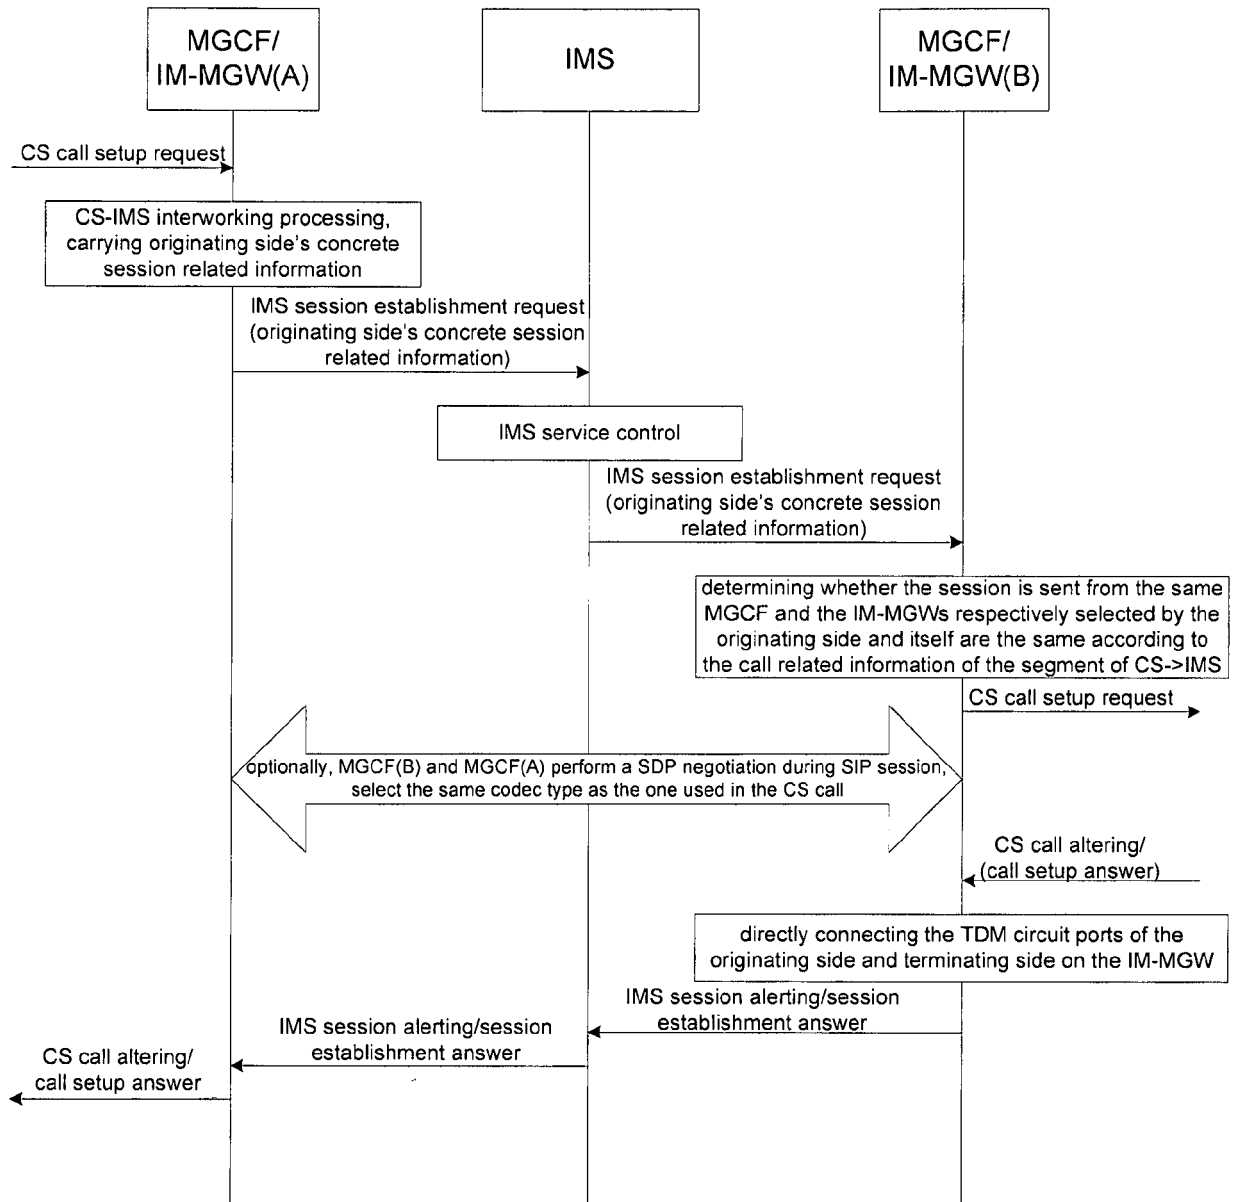 MGCF/
IM-MGW(A)
IMS
MGCF/
IM-MGW(B)
CS call setup request
CS-IMS interworking processing,
carrying originating side's concrete
session related information
IMS session establishment request
(originating side's concrete session
related information)
IMS service control
IMS session establishment request
(originating side's concrete session
related information)
determining whether the session is sent from the same
MGCF and the IM-MGWs respectively selected by the
originating side and itself are the same according to
the call related information of the segment of CS->IMS
CS call setup request
optionally, MGCF(B) and MGCF(A) perform a SDP negotiation during SIP session,
select the same codec type as the one used in the CS call
CS call altering/
(call setup answer)
directly connecting the TDM circuit ports of the
originating side and terminating side on the IM-MGW
IMS session alerting/session
establishment answer
IMS session alerting/session
establishment answer
CS call altering/
call setup answer